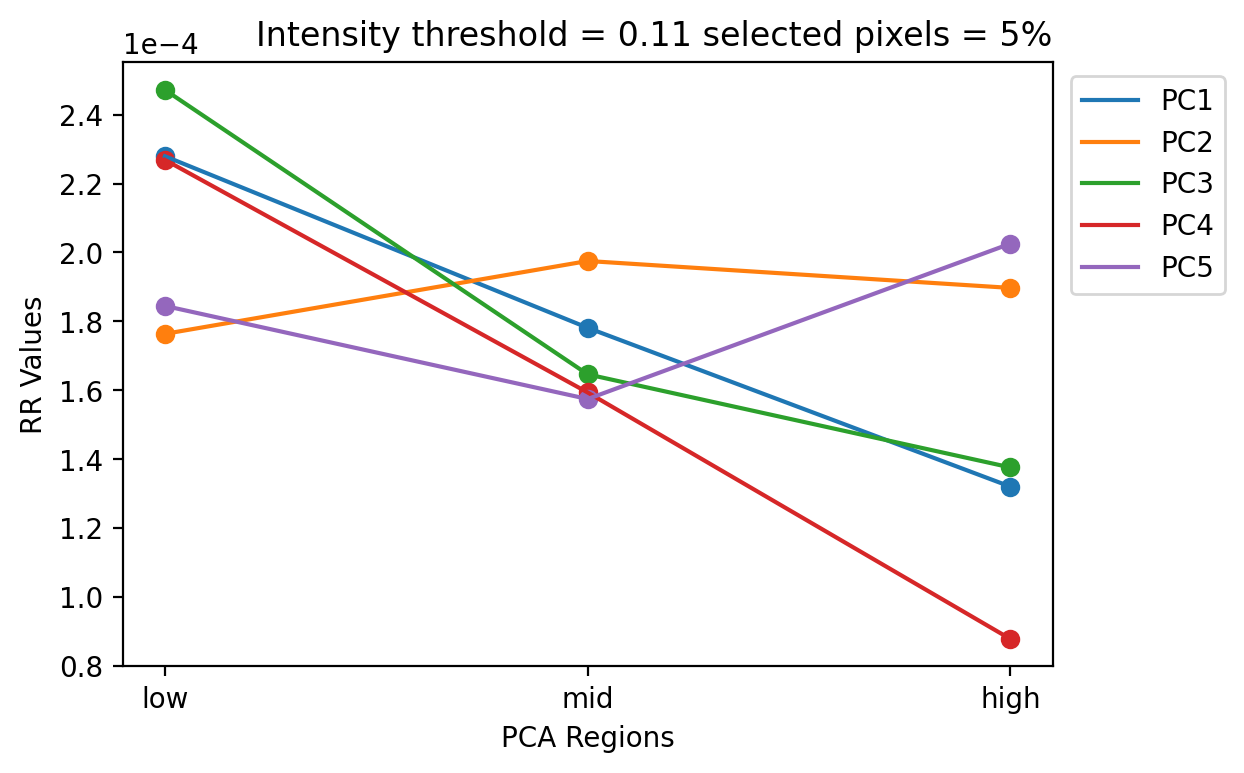 Intensity threshold = 0.11 selected pixels = 5%
1e−4
2.4
2.2
2.0
1.8
1.6
1.4
1.2
1.0
0.8
RR Values
low mid high
PCA Regions
PC1
PC2
PC3
PC4
PC5